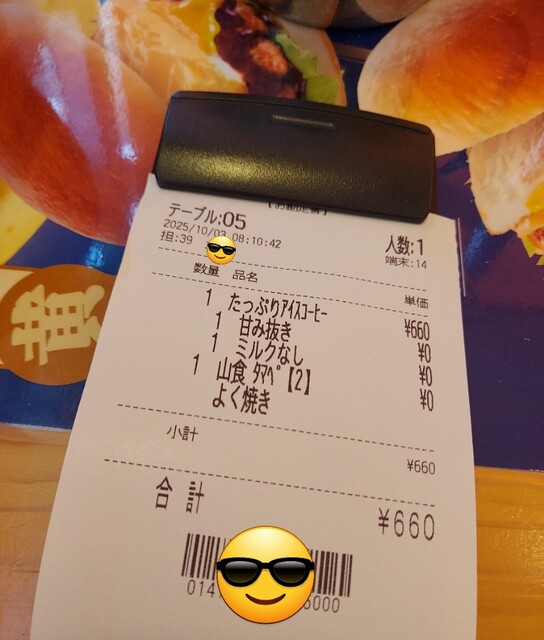 テーブル:05 人数:1
2025/10/03 08:10:42
担:39 端末:14
数量 品名 単価
1 たっぷりアイスコーヒー ¥660
1 甘み抜き ¥0
1 ミルクなし ¥0
1 山食 タマペ【2】 ¥0
よく焼き
小計 ¥660
合計 ¥660